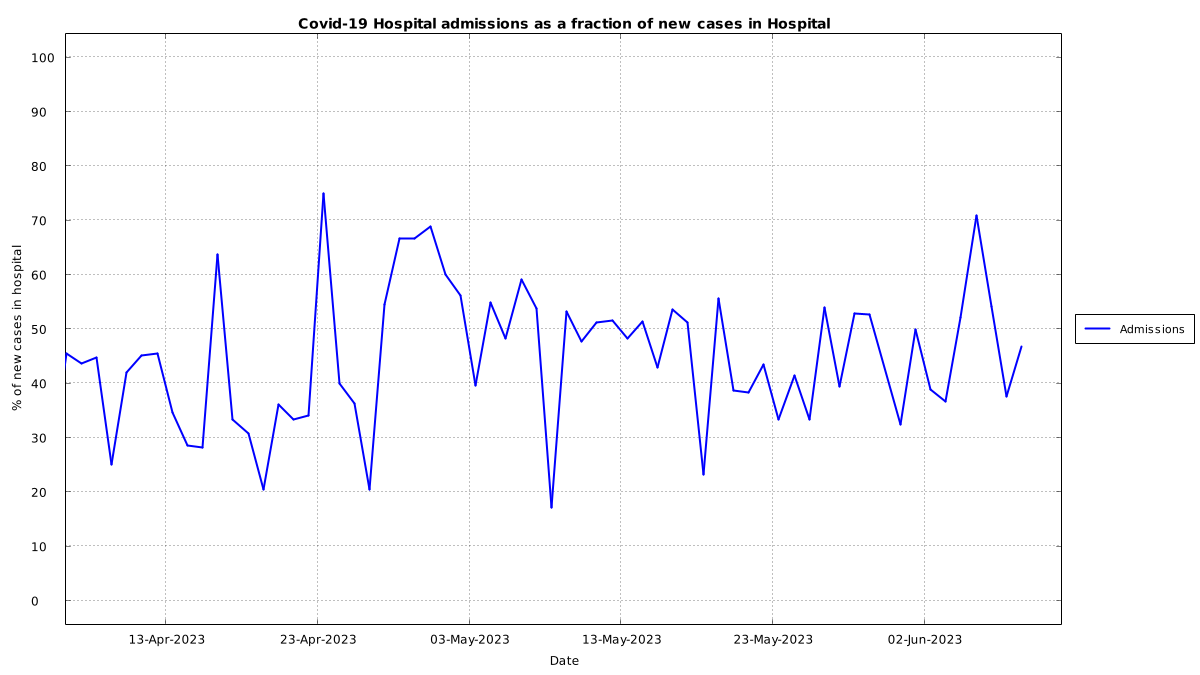 Covid-19 Hospital admissions as a fraction of new cases in Hospital
% of new cases in hospital
100
90
80
70
60
50
40
30
20
10
0
13-Apr-2023
23-Apr-2023
03-May-2023
13-May-2023
23-May-2023
02-Jun-2023
Date
Admissions